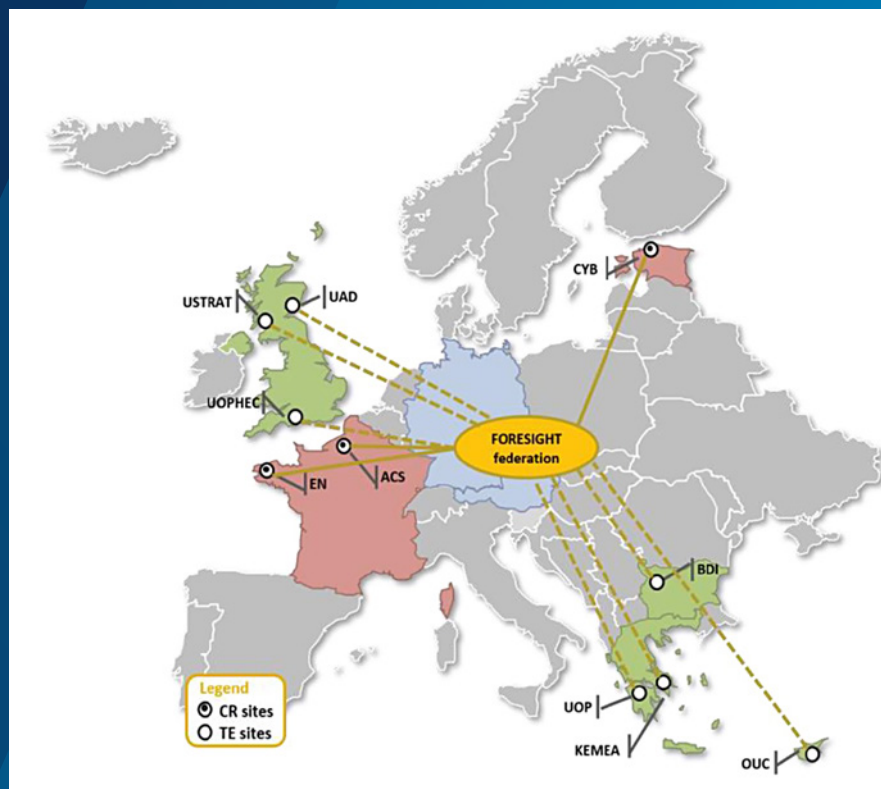 CYB
USTRAT
UAD
UOPHEC
FORESIGHT
federation
EN
ACS
BDI
Legend
CR sites
TE sites
UOP
KEMEA
OUC